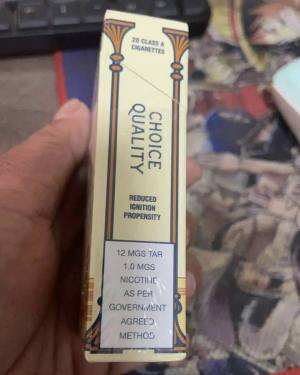 20 CLASS A
CIGARETTES
CHOICE
QUALITY
REDUCED
IGNITION
PROPENSITY
12 MGS TAR
1.0 MGS
NICOTINE
AS PER
GOVERNMENT
AGREED
METHOD